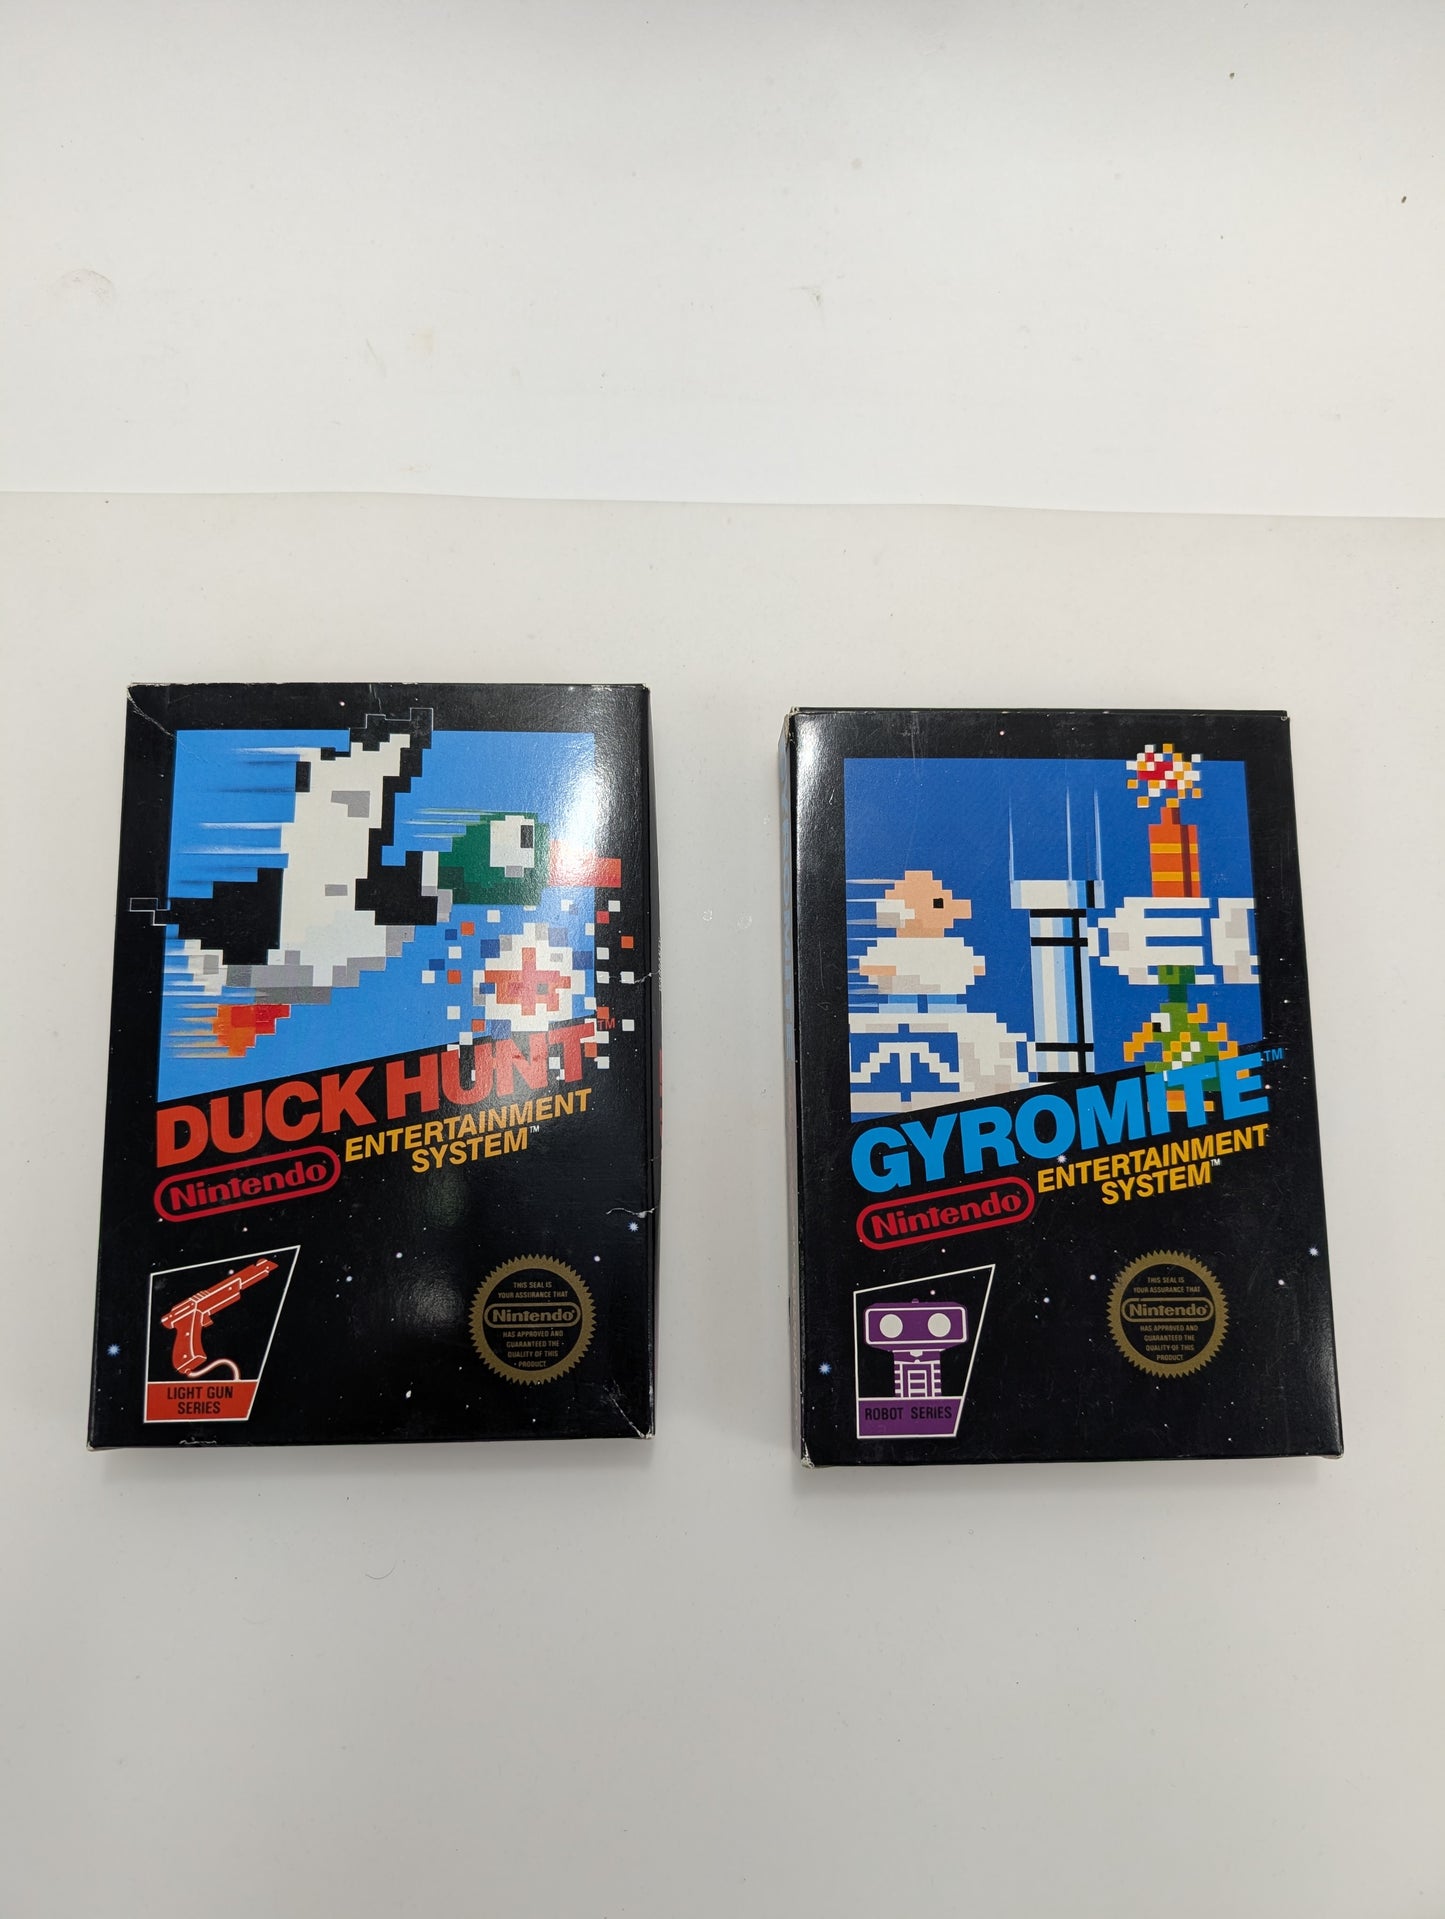 DUCK HUNT™
ENTERTAINMENT
SYSTEM™
Nintendo®
LIGHT GUN
SERIES
THIS SEAL IS
YOUR ASSURANCE THAT
Nintendo®
HAS APPROVED AND
GUARANTEED THE
QUALITY OF THIS
PRODUCT
GYROMITE™
ENTERTAINMENT
SYSTEM™
Nintendo®
ROBOT SERIES
THIS SEAL IS
YOUR ASSURANCE THAT
Nintendo®
HAS APPROVED AND
GUARANTEED THE
QUALITY OF THIS
PRODUCT